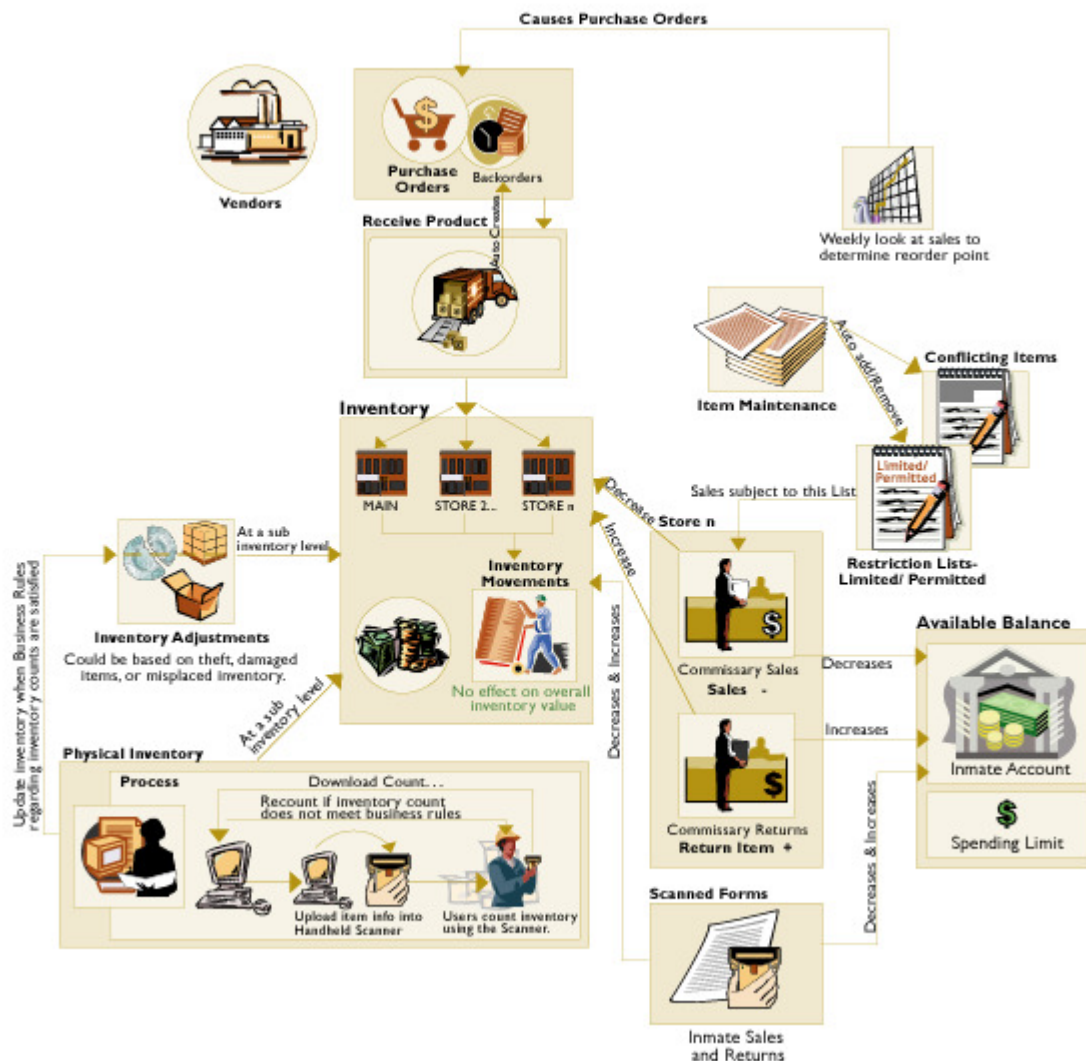 Causes Purchase Orders
Purchase
Orders
Backorders
Vendors
Receive Product
Auto Creates
Weekly look at sales to
determine reorder point
Item Maintenance
Auto add/Remove
Conflicting Items
Limited/
Permitted
Restriction Lists-
Limited/ Permitted
Sales subject to this List
Inventory
MAIN
STORE 2...
STORE n
Decrease
Increase
Store n
Inventory
Movements
No effect on overall
inventory value
At a sub
inventory level
Inventory Adjustments
Could be based on theft, damaged
items, or misplaced inventory.
Update inventory when Business Rules
regarding inventory counts are satisfied
At a sub
inventory level
Decreases & Increases
$
Commissary Sales
Sales -
Decreases
$
Commissary Returns
Return Item +
Increases
Available Balance
Inmate Account
$
Spending Limit
Decreases & Increases
Physical Inventory
Process
Download Count...
Recount if inventory count
does not meet business rules
Upload item info into
Handheld Scanner
Users count inventory
using the Scanner.
Scanned Forms
Inmate Sales
and Returns